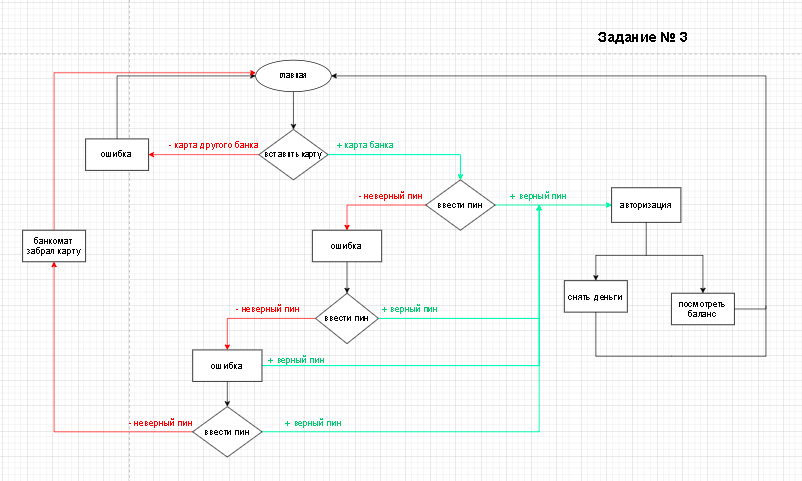 Задание № 3
главная
- карта другого банка
+ карта банка
ошибка
вставить карту
- неверный пин
+ верный пин
ввести пин
авторизация
банкомат
забрал карту
ошибка
снять деньги
посмотреть
баланс
- неверный пин
+ верный пин
ввести пин
ошибка
+ верный пин
- неверный пин
+ верный пин
ввести пин